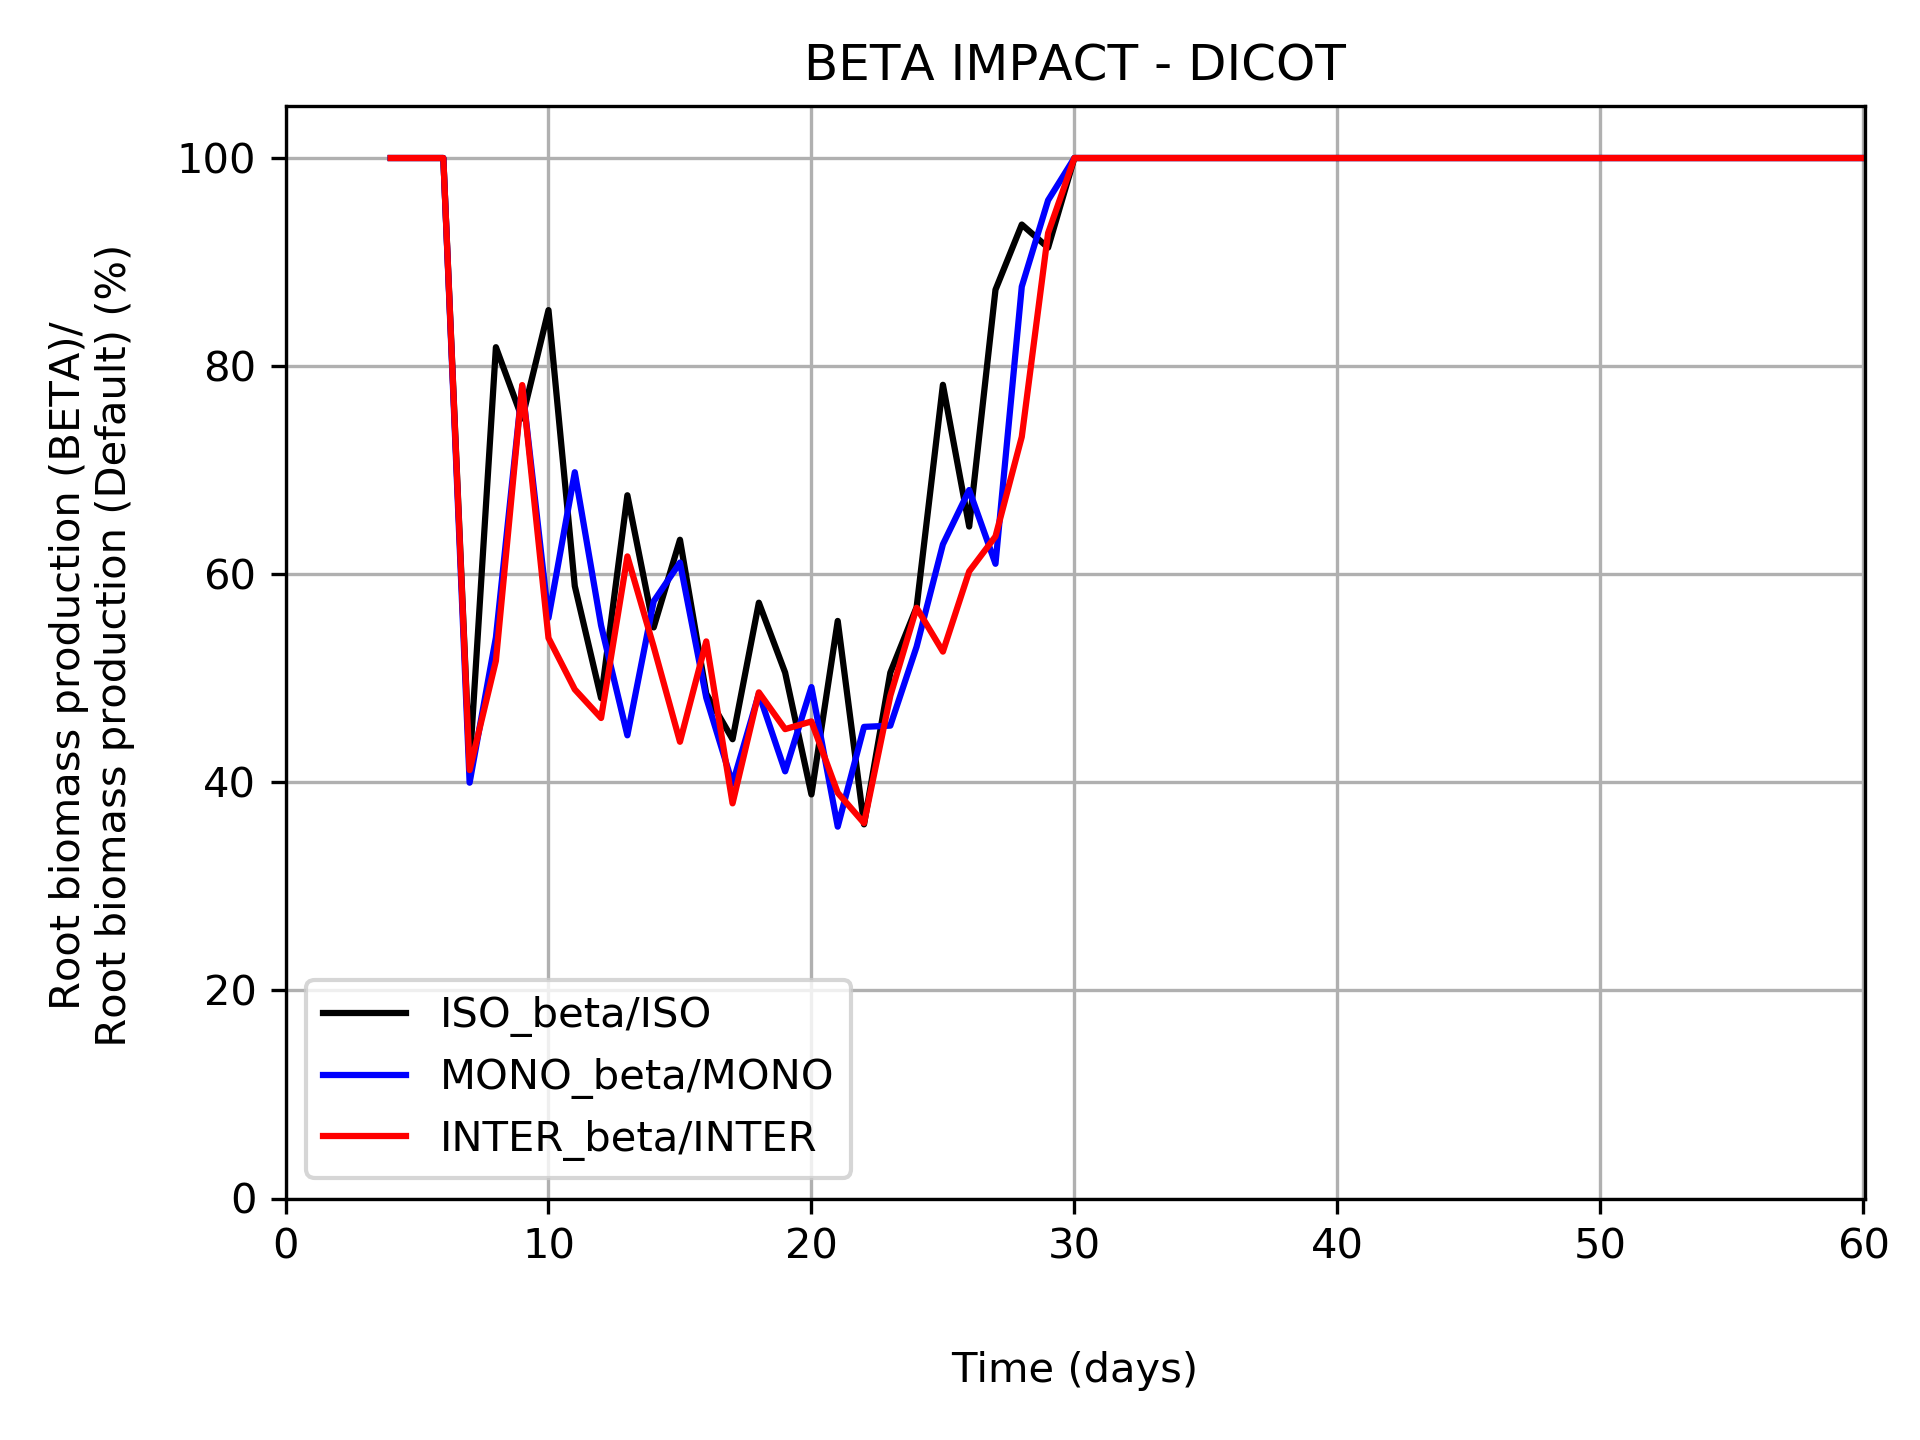 BETA IMPACT - DICOT
Root biomass production (BETA)/
Root biomass production (Default) (%)
100
80
60
40
20
0
ISO_beta/ISO
MONO_beta/MONO
INTER_beta/INTER
0 10 20 30 40 50 60
Time (days)